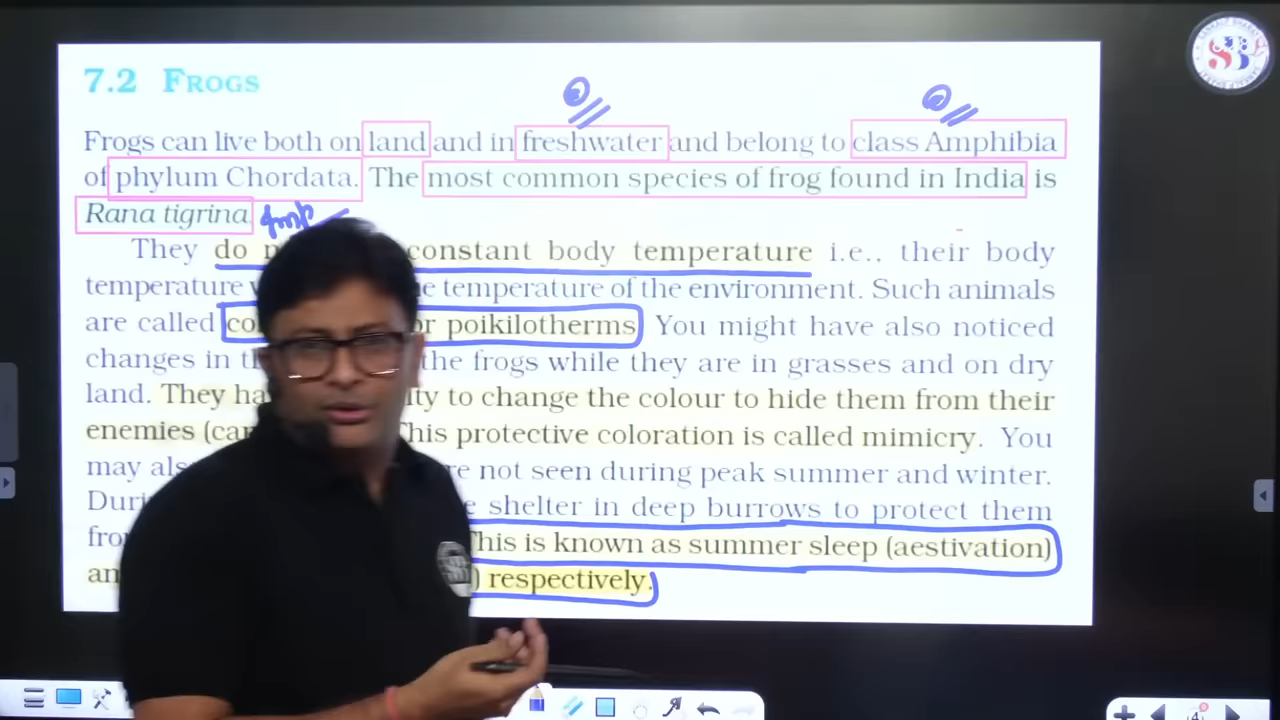 7.2 FROGS
Frogs can live both on land and in freshwater and belong to class Amphibia
of phylum Chordata. The most common species of frog found in India is
Rana tigrina Imp
They do constant body temperature i.e., their body
temperature temperature of the environment. Such animals
are called or poikilotherms. You might have also noticed
changes in the frogs while they are in grasses and on dry
land. They to change the colour to hide them from their
enemies This protective coloration is called mimicry. You
may not seen during peak summer and winter.
shelter in deep burrows to protect them
This is known as summer sleep (aestivation)
respectively.